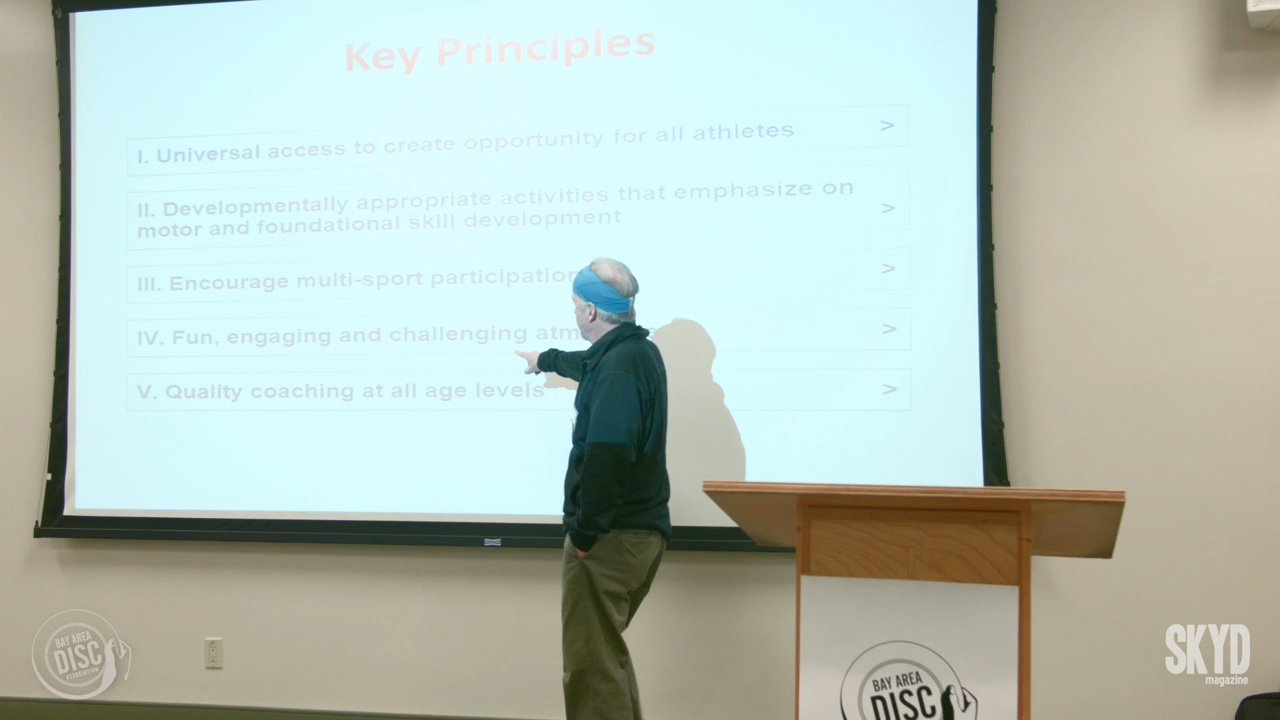 Key Principles
I. Universal access to create opportunity for all athletes >
II. Developmentally appropriate activities that emphasize on
motor and foundational skill development >
III. Encourage multi-sport participation >
IV. Fun, engaging and challenging >
V. Quality coaching at all age levels >
BAY AREA
DISC
ASSOCIATION
BAY AREA
DISC
SKYD
magazine